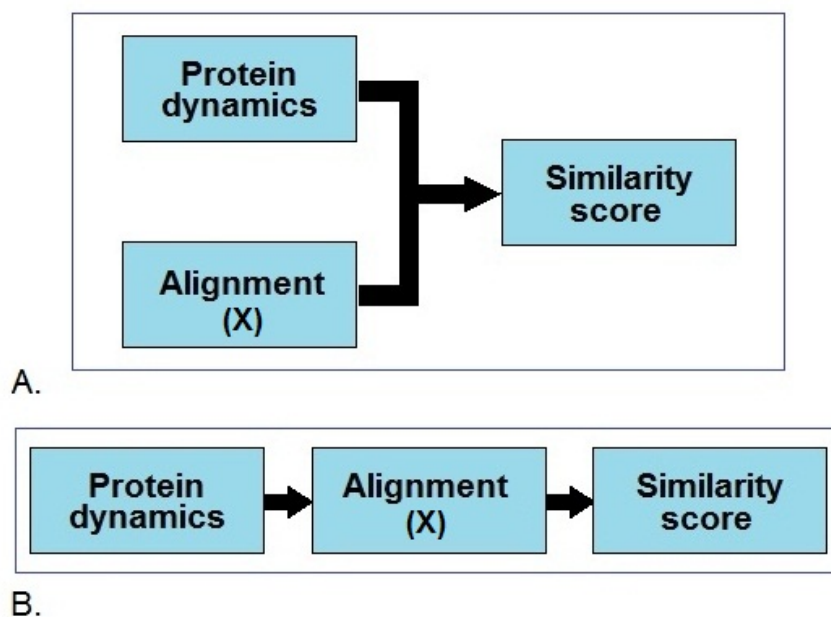 Protein
dynamics
Similarity
score
Alignment
(X)
A.
Protein
dynamics
Alignment
(X)
Similarity
score
B.